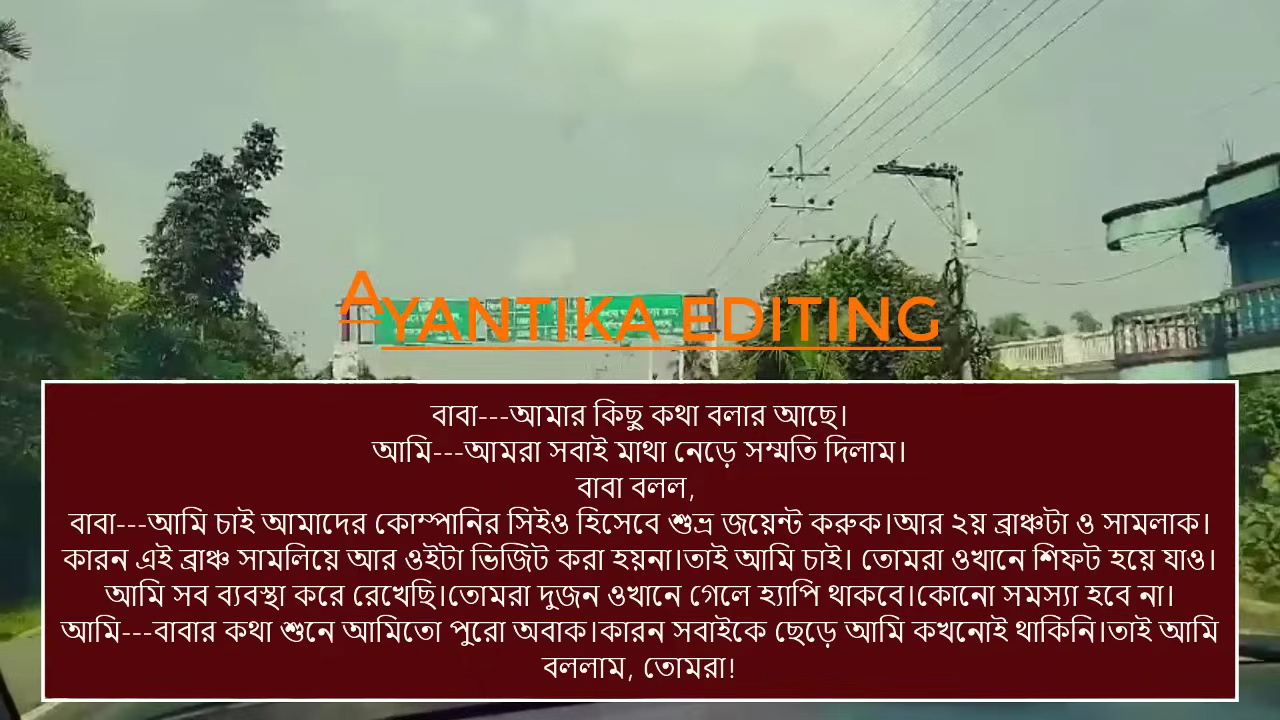 AYANTIKA EDITING
বাবা---আমার কিছু কথা বলার আছে।
আমি---আমরা সবাই মাথা নেড়ে সম্মতি দিলাম।
বাবা বলল,
বাবা---আমি চাই আমাদের কোম্পানির সিইও হিসেবে শুভ্র জয়েন্ট করুক।আর ২য় ব্রাঞ্চটা ও সামলাক।
কারন এই ব্রাঞ্চ সামলিয়ে আর ওইটা ভিজিট করা হয়না।তাই আমি চাই। তোমরা ওখানে শিফট হয়ে যাও।
আমি সব ব্যবস্থা করে রেখেছি।তোমরা দুজন ওখানে গেলে হ্যাপি থাকবে।কোনো সমস্যা হবে না।
আমি---বাবার কথা শুনে আমিতো পুরো অবাক।কারন সবাইকে ছেড়ে আমি কখনোই থাকিনি।তাই আমি
বললাম, তোমরা!